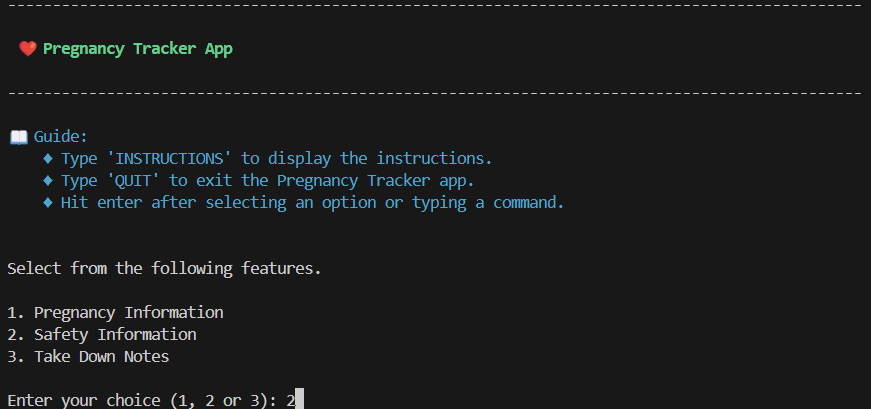 -----------------------------------------------------------------------------------------------
❤️ Pregnancy Tracker App
-----------------------------------------------------------------------------------------------
📖 Guide:
♦ Type 'INSTRUCTIONS' to display the instructions.
♦ Type 'QUIT' to exit the Pregnancy Tracker app.
♦ Hit enter after selecting an option or typing a command.
Select from the following features.
1. Pregnancy Information
2. Safety Information
3. Take Down Notes
Enter your choice (1, 2 or 3): 2